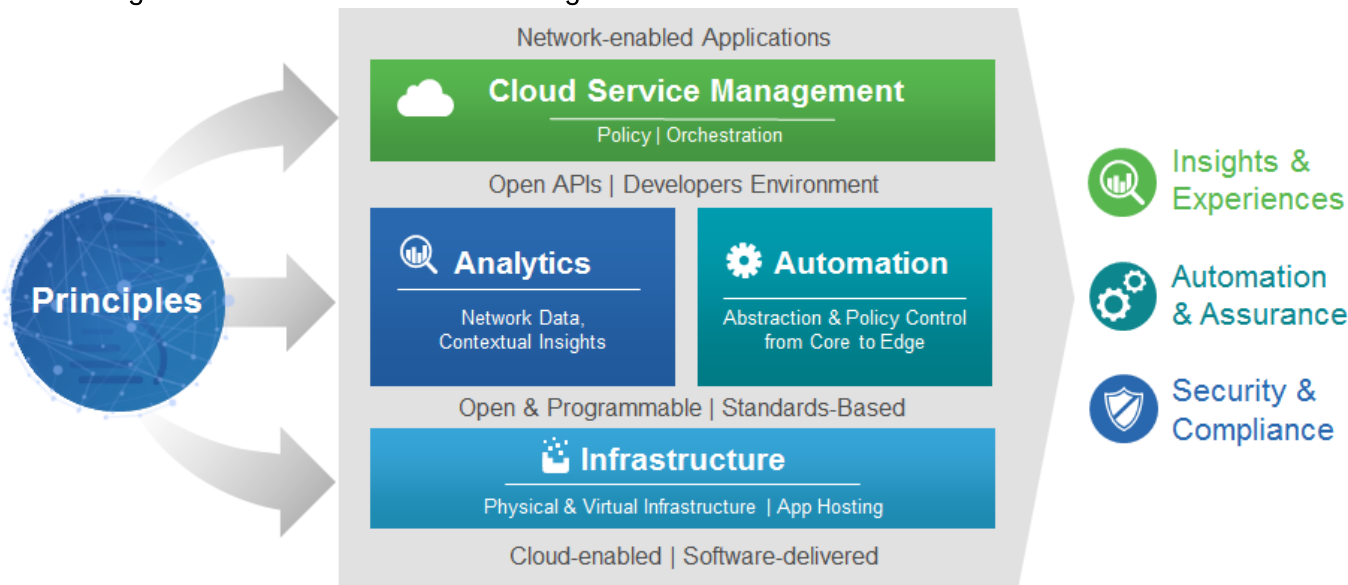 Network-enabled Applications
Cloud Service Management
Policy | Orchestration
Open APIs | Developers Environment
Principles
Analytics
Network Data,
Contextual Insights
Automation
Abstraction & Policy Control
from Core to Edge
Open & Programmable | Standards-Based
Infrastructure
Physical & Virtual Infrastructure | App Hosting
Cloud-enabled | Software-delivered
Insights &
Experiences
Automation
& Assurance
Security &
Compliance